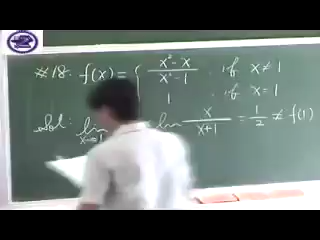 ※18. f(x) = { x² - x / x² - 1 , if x ≠ 1
1 , if x = 1
Sol: lim x→1 lim x / x+1 = 1/2 ≠ f(1)